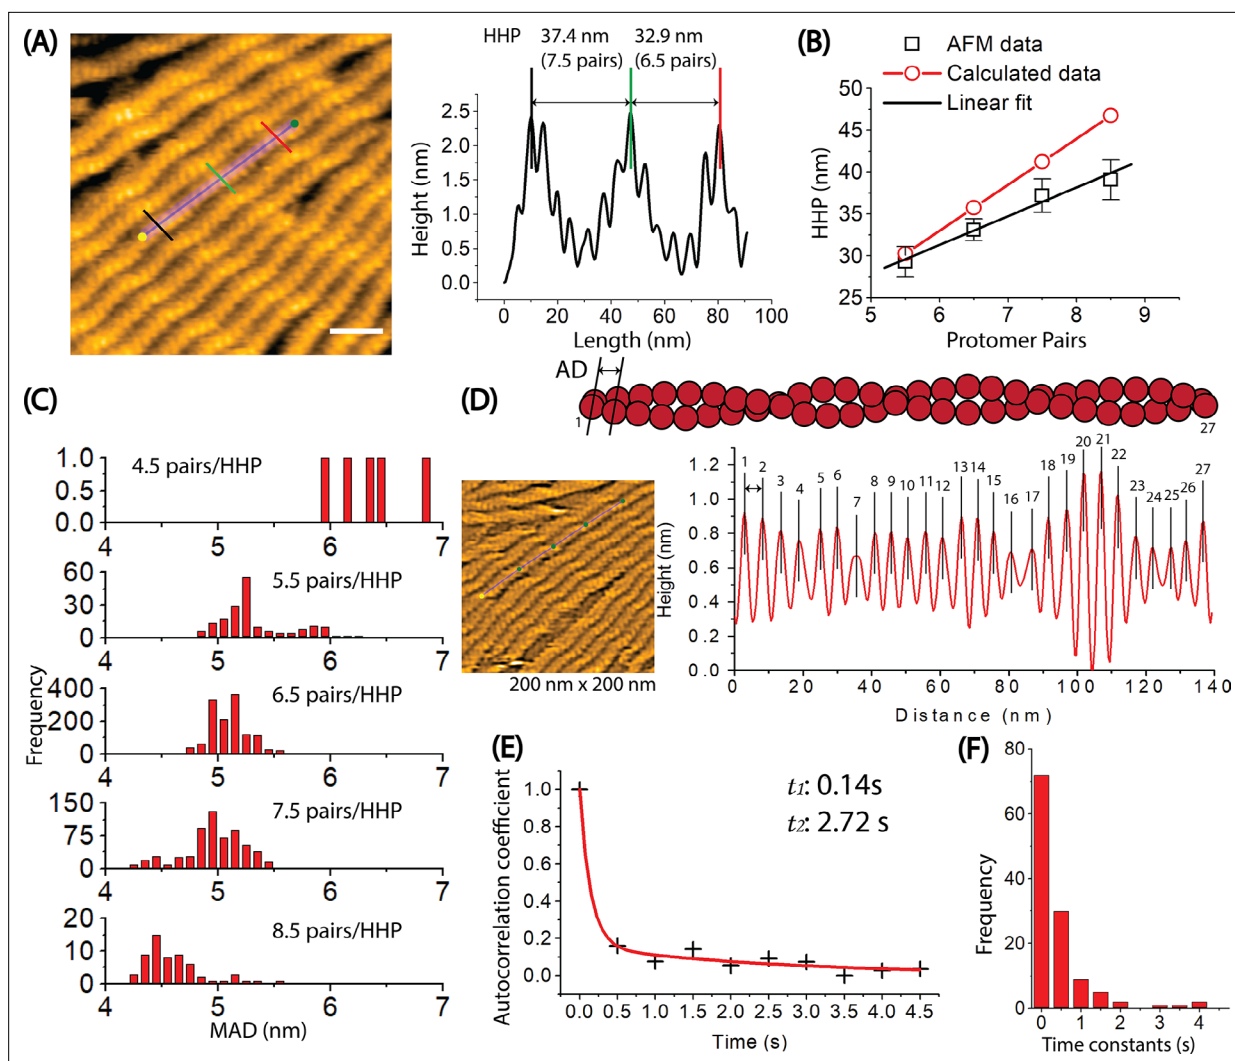 (A)
HHP
37.4 nm
(7.5 pairs)
32.9 nm
(6.5 pairs)
Height (nm)
2.5
2.0
1.5
1.0
0.5
0.0
0 20 40 60 80 100
Length (nm)
(B)
AFM data
Calculated data
Linear fit
HHP (nm)
50
45
40
35
30
25
5 6 7 8 9
Protomer Pairs
(C)
Frequency
4.5 pairs/HHP
1.0
0.5
0.0
4 5 6 7
5.5 pairs/HHP
60
30
0
4 5 6 7
6.5 pairs/HHP
400
200
0
4 5 6 7
7.5 pairs/HHP
150
75
0
4 5 6 7
8.5 pairs/HHP
20
10
0
4 5 6 7
MAD (nm)
(D)
AD
1
27
200 nm x 200 nm
Height (nm)
1.2
1.0
0.8
0.6
0.4
0.2
0.0
1 2 3 4 5 6 7 8 9 10 11 12 13 14 15 16 17 18 19 20 21 22 23 24 25 26 27
0 20 40 60 80 100 120 140
Distance (nm)
(E)
Autocorrelation coefficient
1.0
0.8
0.6
0.4
0.2
0.0
t1: 0.14s
t2: 2.72 s
0.0 0.5 1.0 1.5 2.0 2.5 3.0 3.5 4.0 4.5
Time (s)
(F)
Frequency
80
60
40
20
0
0 1 2 3 4
Time constants (s)